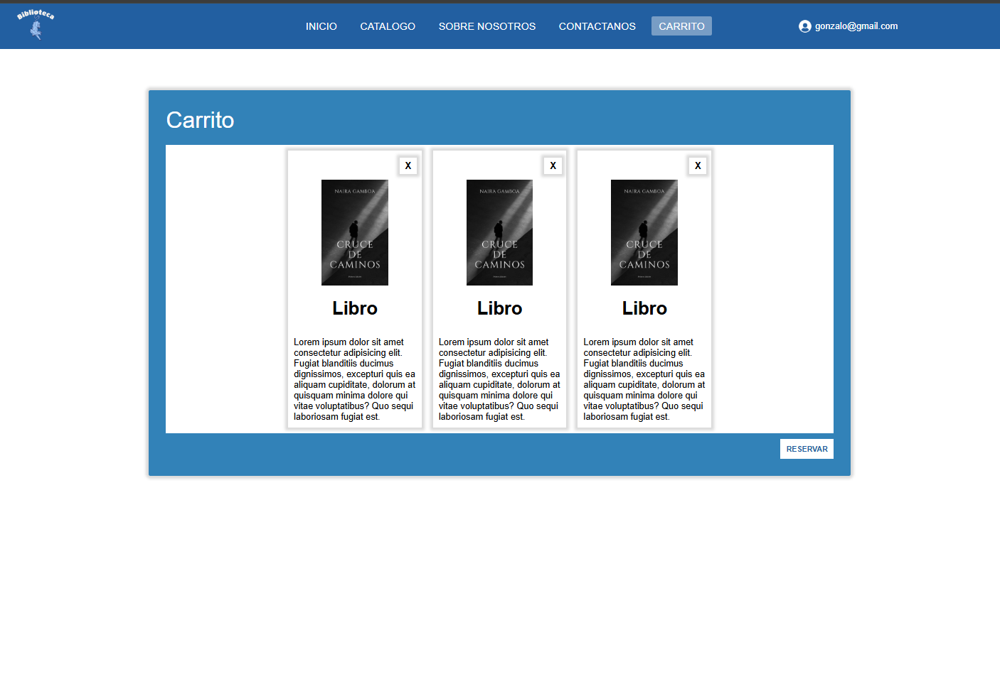 Biblioteca
INICIO CATALOGO SOBRE NOSOTROS CONTACTANOS CARRITO gonzalo@gmail.com
Carrito
X
NAIRA GAMBOA
CRUCE
DE
CAMINOS
Libro
Lorem ipsum dolor sit amet
consectetur adipisicing elit.
Fugiat blanditiis ducimus
dignissimos, excepturi quis ea
aliquam cupiditate, dolorum at
quisquam minima dolore qui
vitae voluptatibus? Quo sequi
laboriosam fugiat est.
X
NAIRA GAMBOA
CRUCE
DE
CAMINOS
Libro
Lorem ipsum dolor sit amet
consectetur adipisicing elit.
Fugiat blanditiis ducimus
dignissimos, excepturi quis ea
aliquam cupiditate, dolorum at
quisquam minima dolore qui
vitae voluptatibus? Quo sequi
laboriosam fugiat est.
X
NAIRA GAMBOA
CRUCE
DE
CAMINOS
Libro
Lorem ipsum dolor sit amet
consectetur adipisicing elit.
Fugiat blanditiis ducimus
dignissimos, excepturi quis ea
aliquam cupiditate, dolorum at
quisquam minima dolore qui
vitae voluptatibus? Quo sequi
laboriosam fugiat est.
RESERVAR